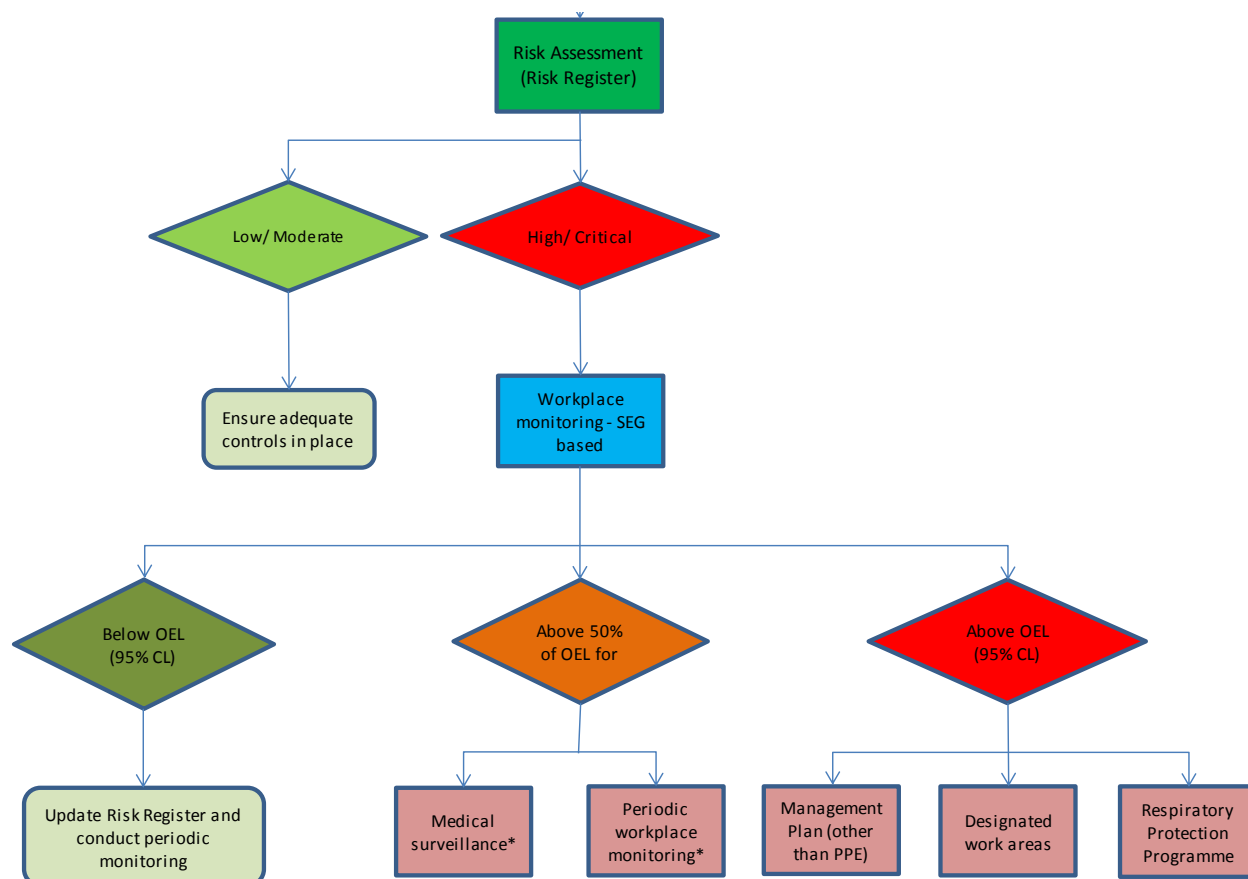 Risk Assessment
(Risk Register)
Low/ Moderate
High/ Critical
Ensure adequate
controls in place
Workplace
monitoring - SEG
based
Below OEL
(95% CL)
Above 50%
of OEL for
Above OEL
(95% CL)
Update Risk Register and
conduct periodic
monitoring
Medical
surveillance*
Periodic
workplace
monitoring*
Management
Plan (other
than PPE)
Designated
work areas
Respiratory
Protection
Programme